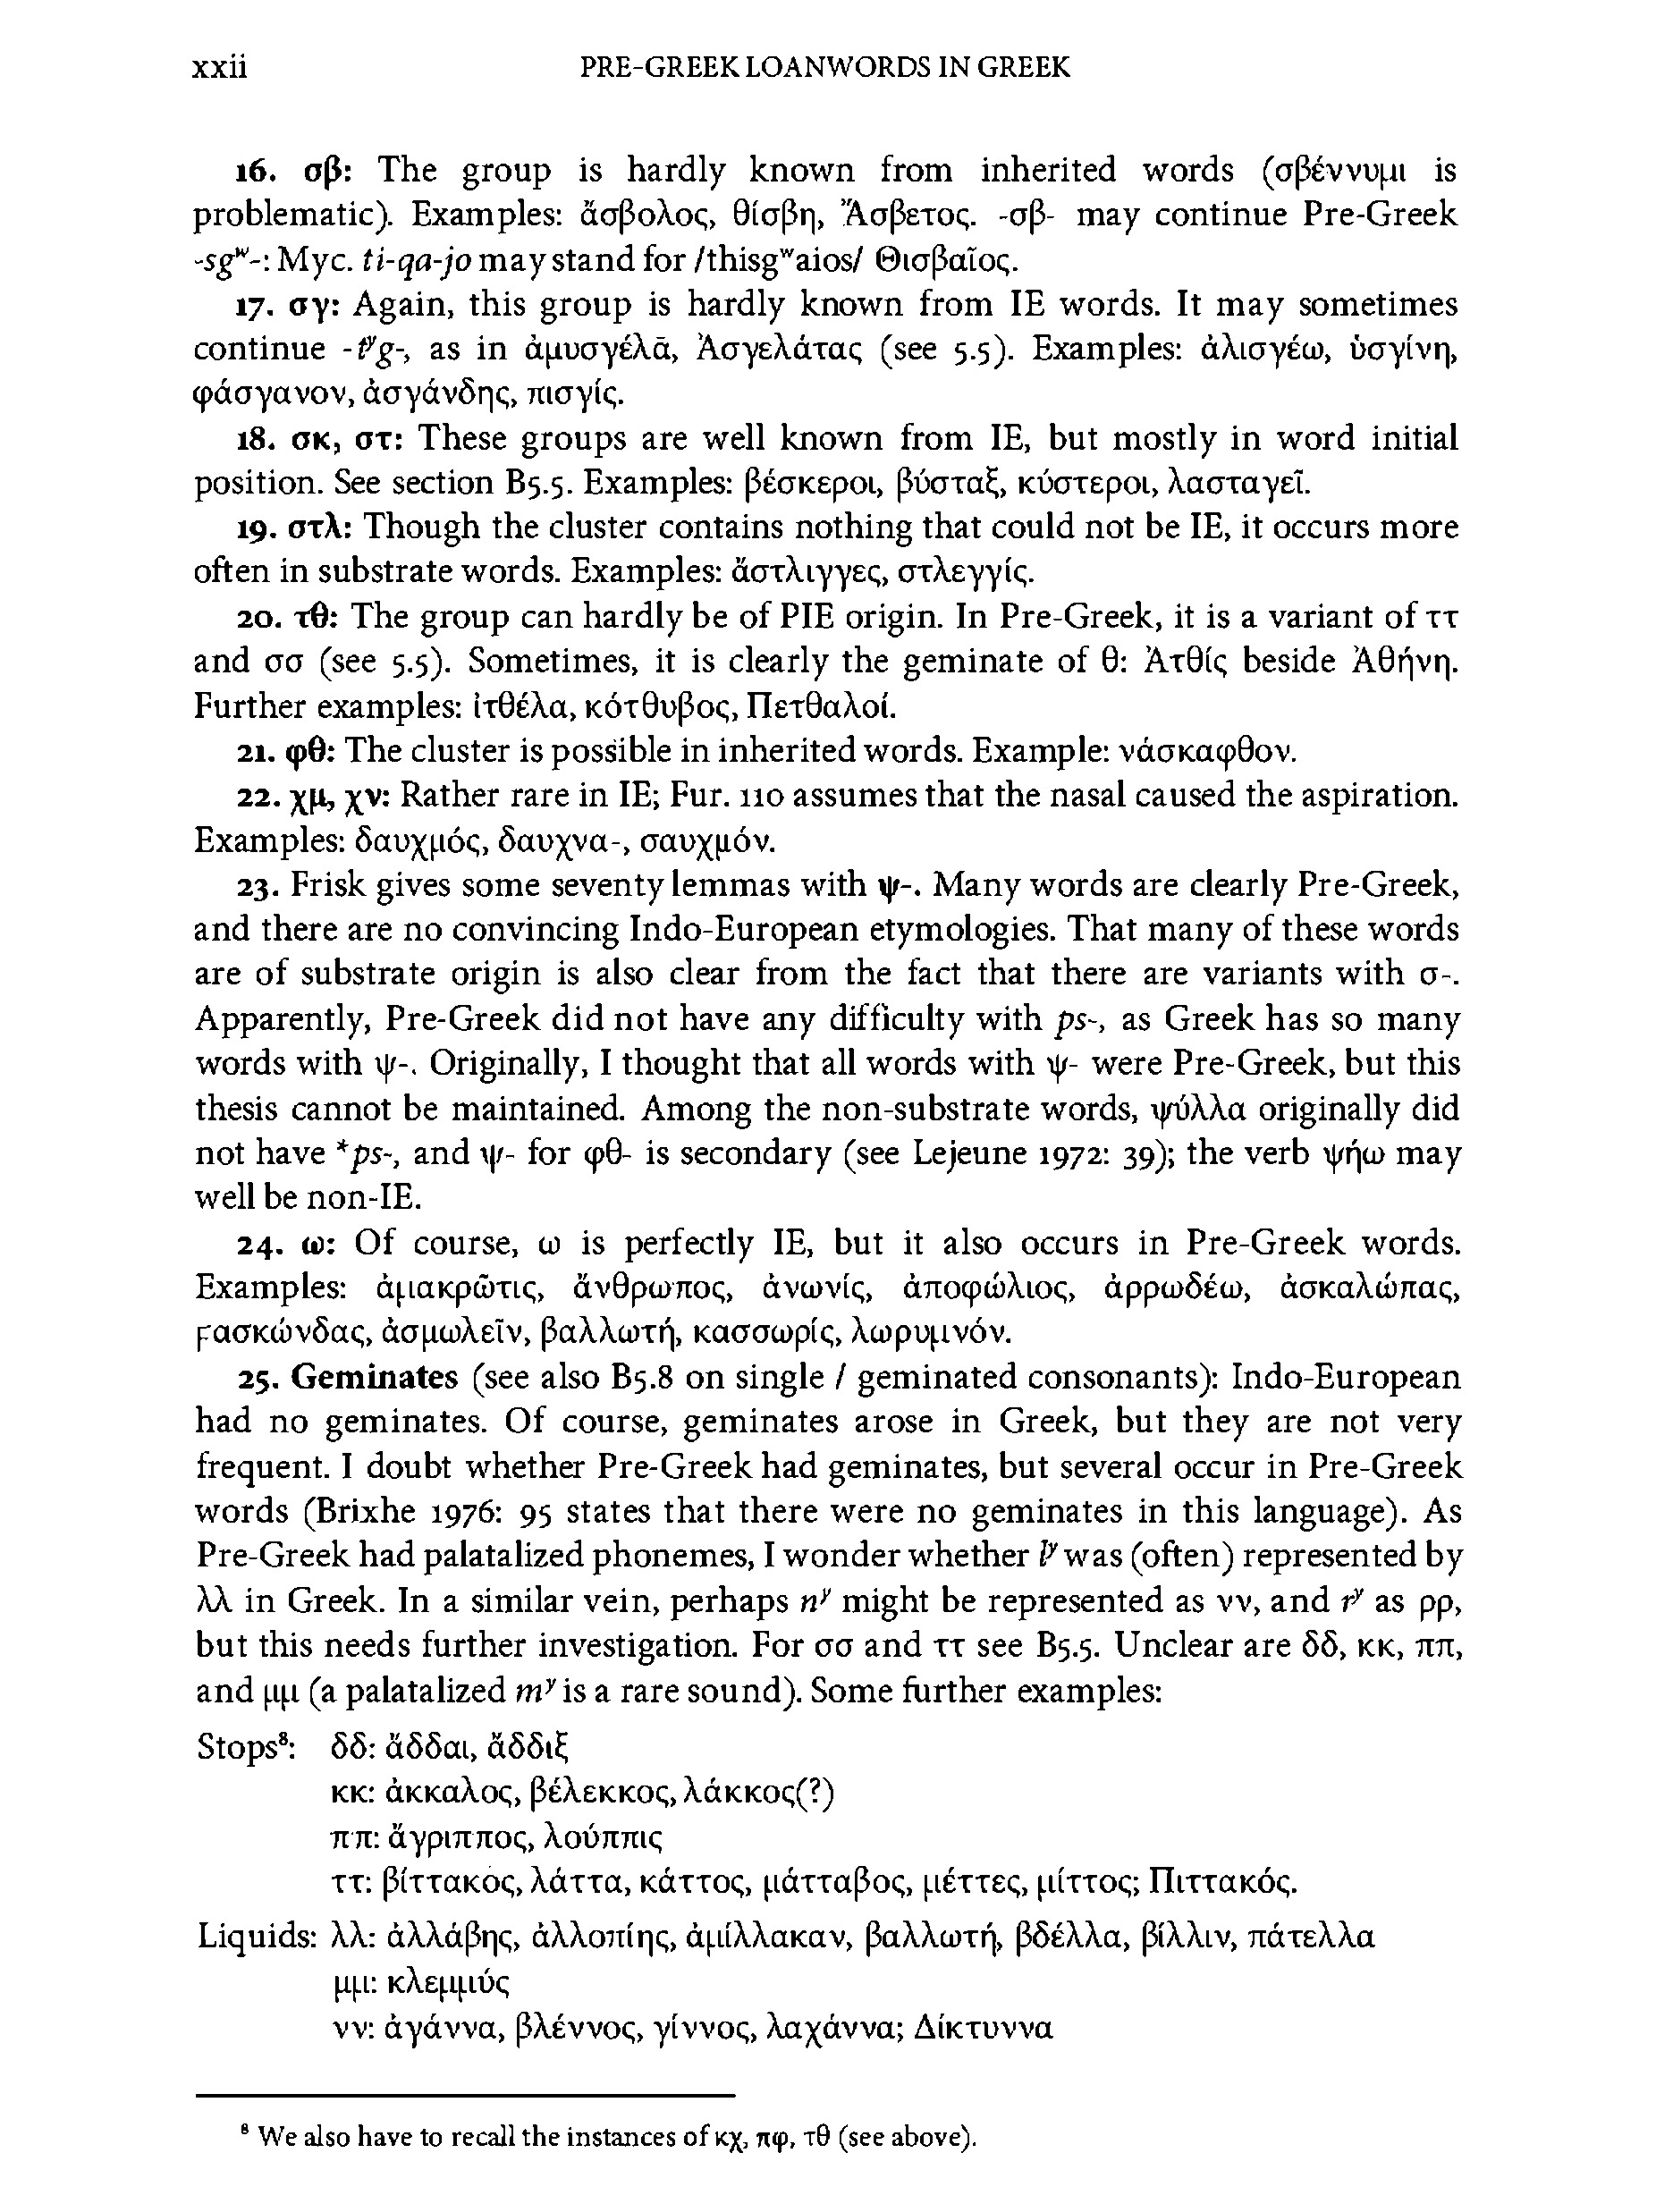 xxii PRE-GREEK LOANWORDS IN GREEK
16. σβ: The group is hardly known from inherited words (σβέννυμι is
problematic). Examples: ἄσβολος, θίσβη, Ἄσβετος. -σβ- may continue Pre-Greek
-sgʷ-: Myc. ti-qa-jo may stand for /thisgʷaios/ Θισβαῖος.
17. σγ: Again, this group is hardly known from IE words. It may sometimes
continue -tʸg-, as in ἀμυσγέλᾱ, Ἀσγελάτας (see 5.5). Examples: ἀλισγέω, ὑσγίνη,
φάσγανον, ἀσγάνδης, πισγίς.
18. σκ, στ: These groups are well known from IE, but mostly in word initial
position. See section B5.5. Examples: βέσκεροι, βύσταξ, κύστεροι, λασταγεῖ.
19. στλ: Though the cluster contains nothing that could not be IE, it occurs more
often in substrate words. Examples: ἄστλιγγες, στλεγγίς.
20. τθ: The group can hardly be of PIE origin. In Pre-Greek, it is a variant of ττ
and σσ (see 5.5). Sometimes, it is clearly the geminate of θ: Ἀτθίς beside Ἀθήνη.
Further examples: ἰτθέλα, κότθυβος, Πετθαλοί.
21. φθ: The cluster is possible in inherited words. Example: νάσκαφθον.
22. χμ, χν: Rather rare in IE; Fur. 110 assumes that the nasal caused the aspiration.
Examples: δαυχμός, δαυχνα-, σαυχμόν.
23. Frisk gives some seventy lemmas with ψ-. Many words are clearly Pre-Greek,
and there are no convincing Indo-European etymologies. That many of these words
are of substrate origin is also clear from the fact that there are variants with σ-.
Apparently, Pre-Greek did not have any difficulty with ps-, as Greek has so many
words with ψ-. Originally, I thought that all words with ψ- were Pre-Greek, but this
thesis cannot be maintained. Among the non-substrate words, ψύλλα originally did
not have *ps-, and ψ- for φθ- is secondary (see Lejeune 1972: 39); the verb ψήω may
well be non-IE.
24. ω: Of course, ω is perfectly IE, but it also occurs in Pre-Greek words.
Examples: ἀμακρῶτις, ἄνθρωπος, ἀνωνίς, ἀποφώλιος, ἀρρωδέω, ἀσκαλώπας,
ϝασκώνδας, ἀσμωλεῖν, βαλλωτή, κασσωρίς, λωρυμνόν.
25. Geminates (see also B5.8 on single / geminated consonants): Indo-European
had no geminates. Of course, geminates arose in Greek, but they are not very
frequent. I doubt whether Pre-Greek had geminates, but several occur in Pre-Greek
words (Brixhe 1976: 95 states that there were no geminates in this language). As
Pre-Greek had palatalized phonemes, I wonder whether lʸ was (often) represented by
λλ in Greek. In a similar vein, perhaps nʸ might be represented as νν, and rʸ as ρρ,
but this needs further investigation. For σσ and ττ see B5.5. Unclear are δδ, κκ, ππ,
and μμ (a palatalized mʸ is a rare sound). Some further examples:
Stops⁸: δδ: ἄδδαι, ἄδδιξ
κκ: ἀκκαλος, βέλεκκος, λάκκος(?)
ππ: ἄγριππος, λούππις
ττ: βίττακὸς, λάττα, κάττος, μάτταβος, μέττες, μίττος; Πιττακός.
Liquids: λλ: ἀλλάβης, ἀλλοπίης, ἀμίλλακαν, βαλλωτή, βδέλλα, βίλλιν, πάτελλα
μμ: κλεμμύς
νν: ἀγάννα, βλέννος, γίννος, λαχάννα; Δίκτυννα
⁸ We also have to recall the instances of κχ, πφ, τθ (see above).